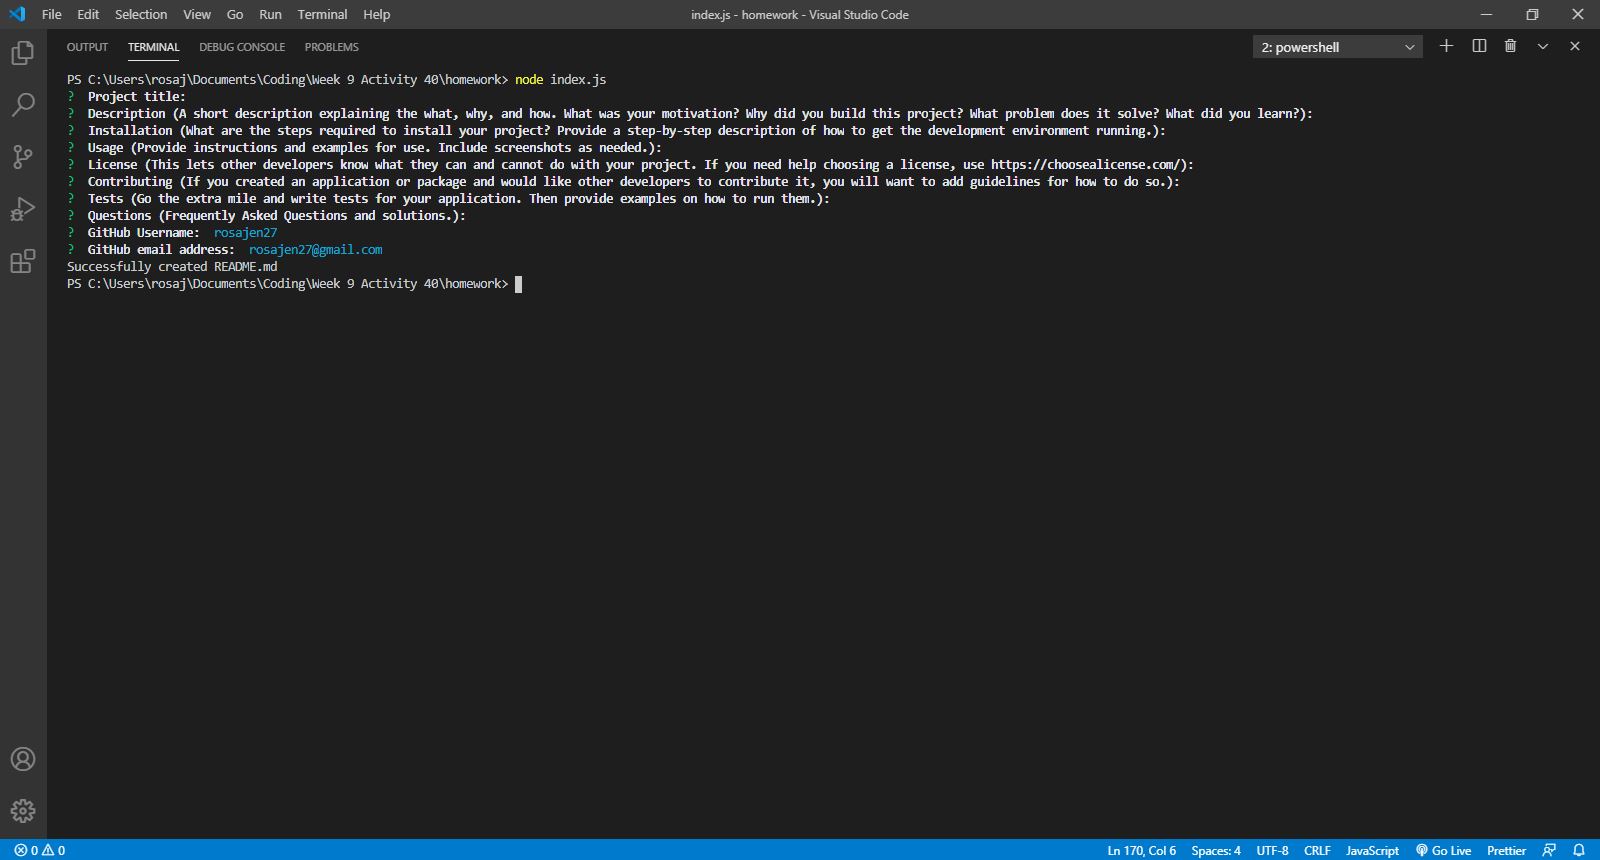 File Edit Selection View Go Run Terminal Help index.js - homework - Visual Studio Code
OUTPUT TERMINAL DEBUG CONSOLE PROBLEMS 2: powershell
PS C:\Users\rosaj\Documents\Coding\Week 9 Activity 40\homework> node index.js
? Project title:
? Description (A short description explaining the what, why, and how. What was your motivation? Why did you build this project? What problem does it solve? What did you learn?):
? Installation (What are the steps required to install your project? Provide a step-by-step description of how to get the development environment running.):
? Usage (Provide instructions and examples for use. Include screenshots as needed.):
? License (This lets other developers know what they can and cannot do with your project. If you need help choosing a license, use https://choosealicense.com/):
? Contributing (If you created an application or package and would like other developers to contribute it, you will want to add guidelines for how to do so.):
? Tests (Go the extra mile and write tests for your application. Then provide examples on how to run them.):
? Questions (Frequently Asked Questions and solutions.):
? GitHub Username: rosajen27
? GitHub email address: rosajen27@gmail.com
Successfully created README.md
PS C:\Users\rosaj\Documents\Coding\Week 9 Activity 40\homework>
0 0 Ln 170, Col 6 Spaces: 4 UTF-8 CRLF JavaScript Go Live Prettier